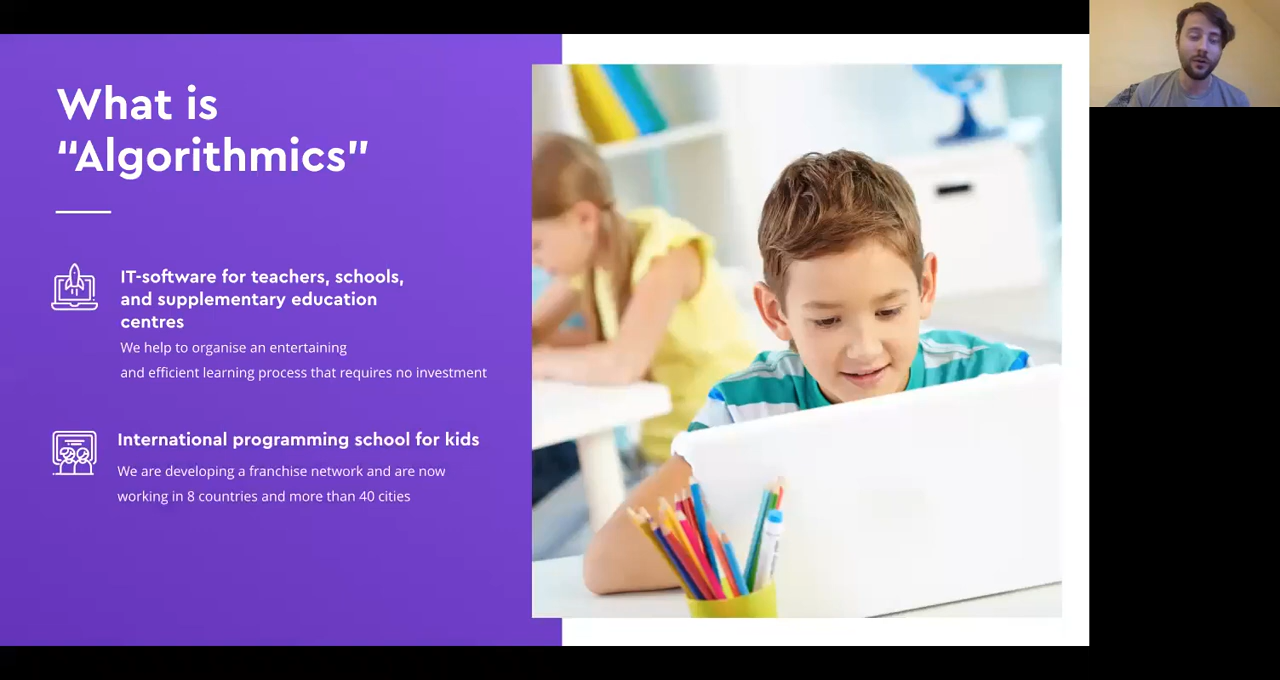 What is
“Algorithmics”
IT-software for teachers, schools,
and supplementary education
centres
We help to organise an entertaining
and efficient learning process that requires no investment
International programming school for kids
We are developing a franchise network and are now
working in 8 countries and more than 40 cities